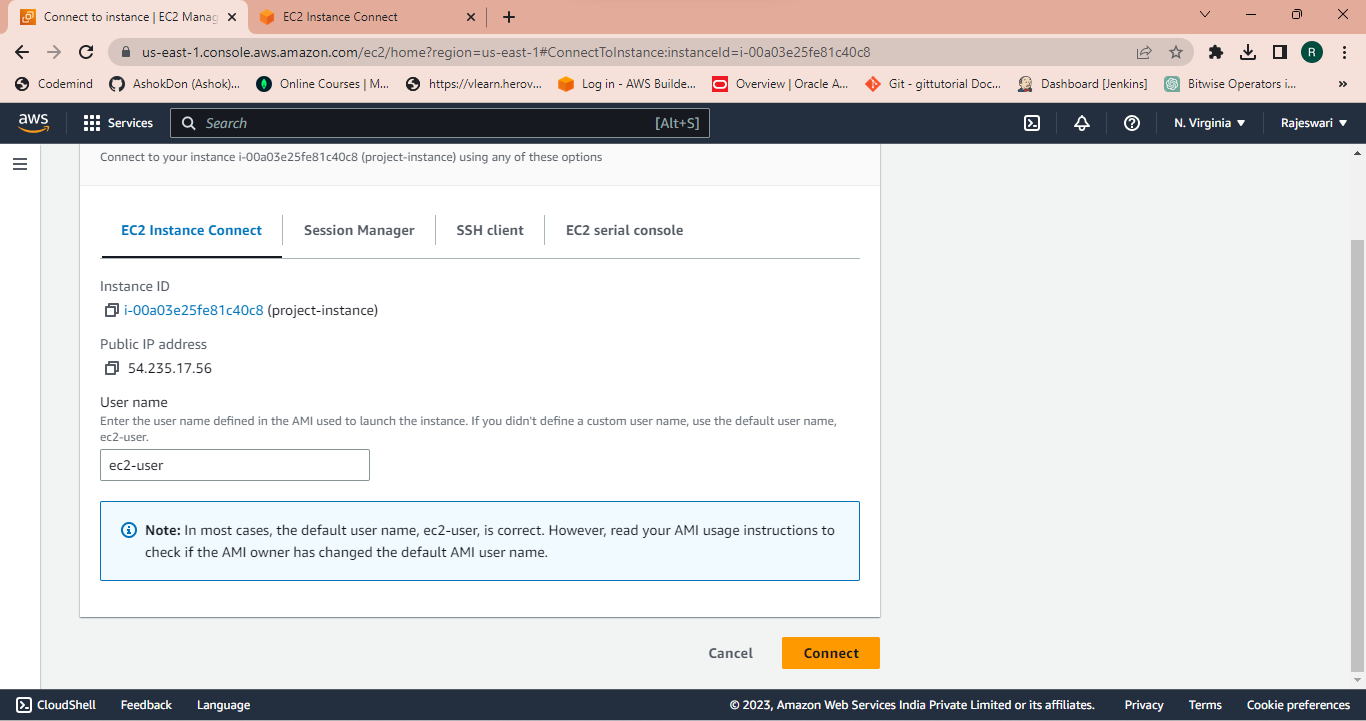 Connect to instance | EC2 Manag
EC2 Instance Connect
us-east-1.console.aws.amazon.com/ec2/home?region=us-east-1#ConnectToInstance:instanceId=i-00a03e25fe81c40c8
R
Codemind
AshokDon (Ashok)...
Online Courses | M...
https://vlearn.herov...
Log in - AWS Builde...
Overview | Oracle A...
Git - gittutorial Doc...
Dashboard [Jenkins]
Bitwise Operators i...
»
aws
Services
Search
[Alt+S]
N. Virginia
Rajeswari
Connect to your instance i-00a03e25fe81c40c8 (project-instance) using any of these options
EC2 Instance Connect
Session Manager
SSH client
EC2 serial console
Instance ID
i-00a03e25fe81c40c8 (project-instance)
Public IP address
54.235.17.56
User name
Enter the user name defined in the AMI used to launch the instance. If you didn't define a custom user name, use the default user name,
ec2-user.
ec2-user
Note: In most cases, the default user name, ec2-user, is correct. However, read your AMI usage instructions to
check if the AMI owner has changed the default AMI user name.
Cancel
Connect
CloudShell
Feedback
Language
© 2023, Amazon Web Services India Private Limited or its affiliates.
Privacy
Terms
Cookie preferences